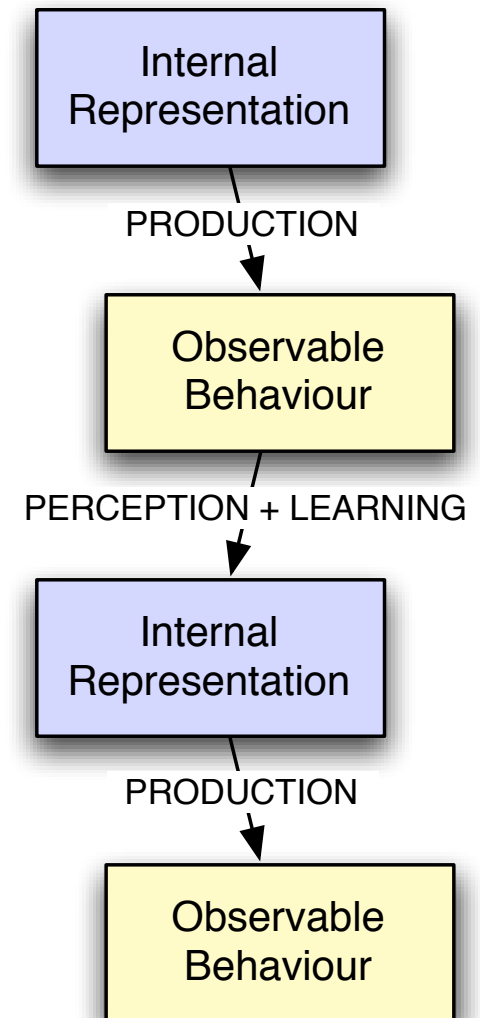 Internal
Representation
PRODUCTION
Observable
Behaviour
PERCEPTION + LEARNING
Internal
Representation
PRODUCTION
Observable
Behaviour